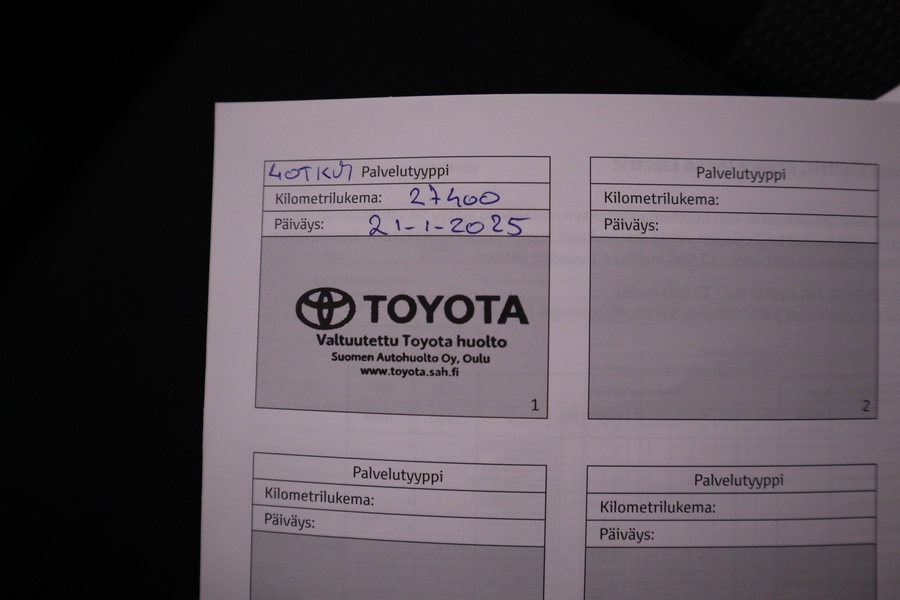 Palvelutyyppi
Kilometrilukema: 27400
Päiväys: 21-1-2025
TOYOTA
Valtuutettu Toyota huolto
Suomen Autohuolto Oy, Oulu
www.toyota.sah.fi
1
Palvelutyyppi
Kilometrilukema:
Päiväys:
2
Palvelutyyppi
Kilometrilukema:
Päiväys:
Palvelutyyppi
Kilometrilukema:
Päiväys: